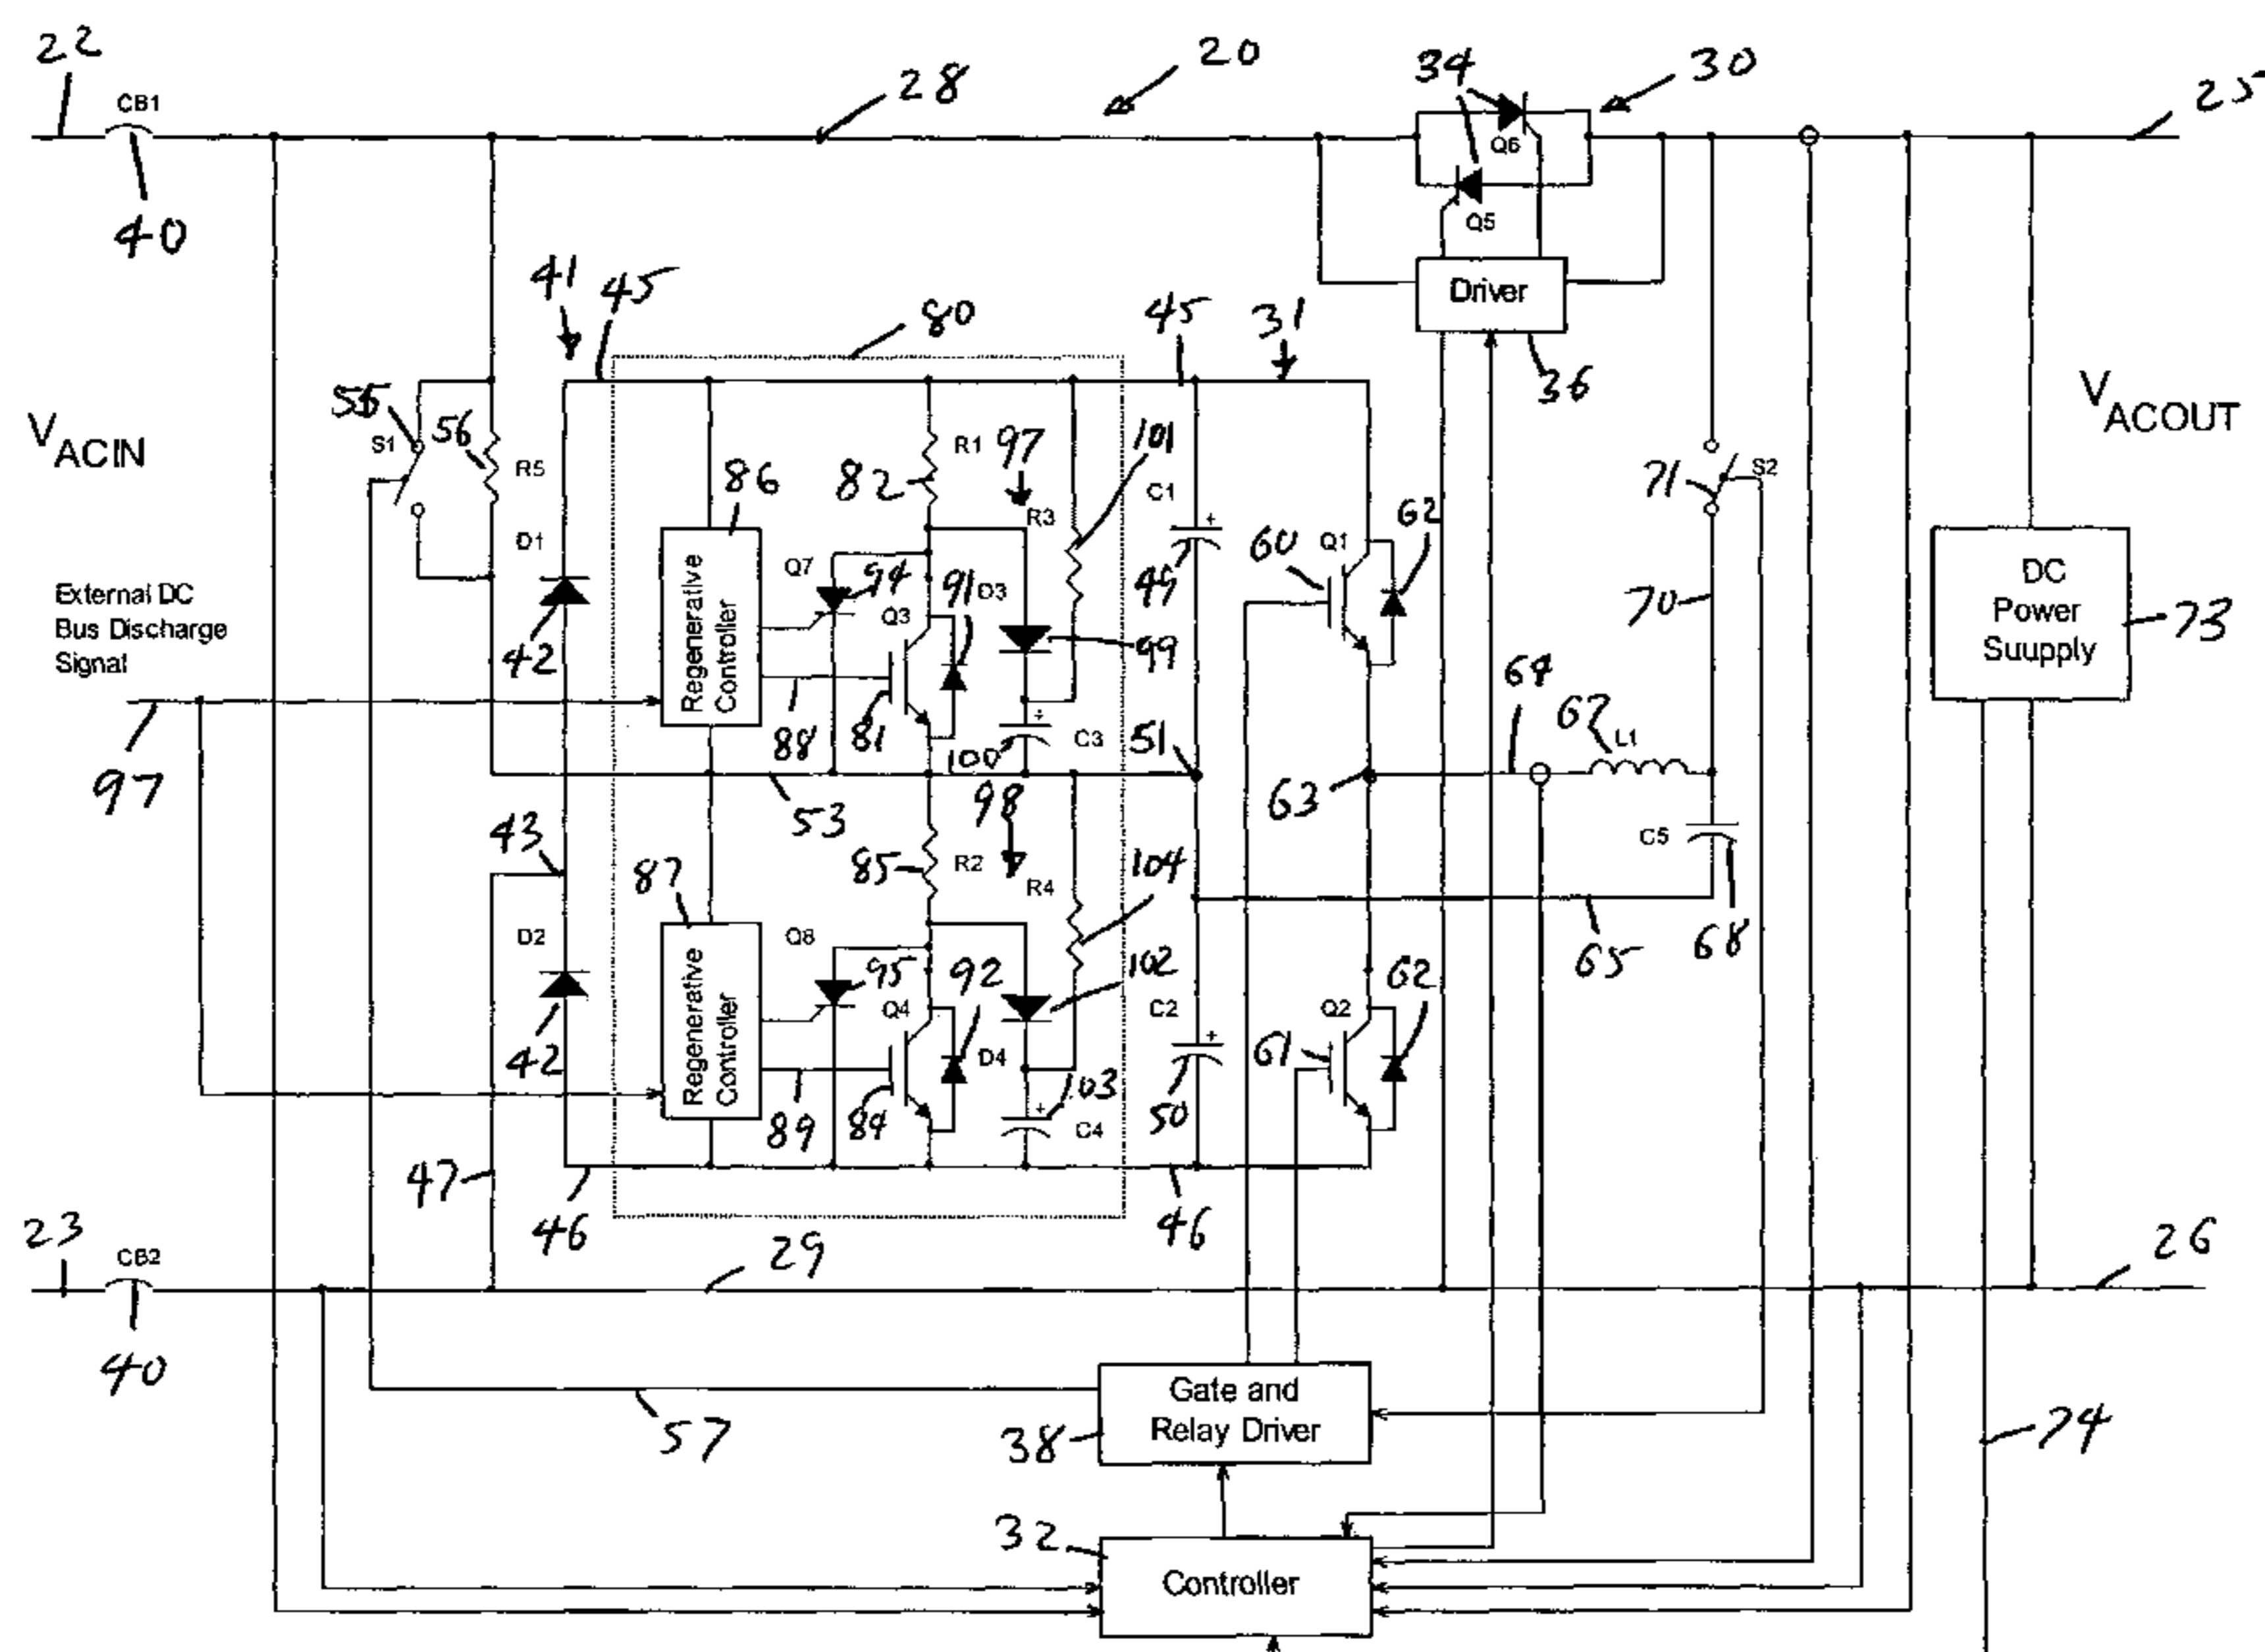 22
CB1
28
20
34
30
25
40
Q6
Q5
Driver
36
41
45
80
45
31
V
ACIN
V
ACOUT
55
S1
56
R5
R1
82
97
R3
101
C1
86
71
S2
D1
Regenerative
Controller
Q7
94
91
D3
Q3
49
60
Q1
62
70
DC
Power
Suupply
73
External DC
Bus Discharge
Signal
42
99
64
67
L1
88
81
100
C3
51
97
53
98
63
C5
43
85
R2
R4
104
87
65
68
D2
Regenerative
Controller
Q8
95
92
102
C2
Q4
D4
Q2
62
42
61
89
84
103
C4
50
47
46
46
23
CB2
29
26
40
57
Gate and
Relay Driver
38
74
32
Controller